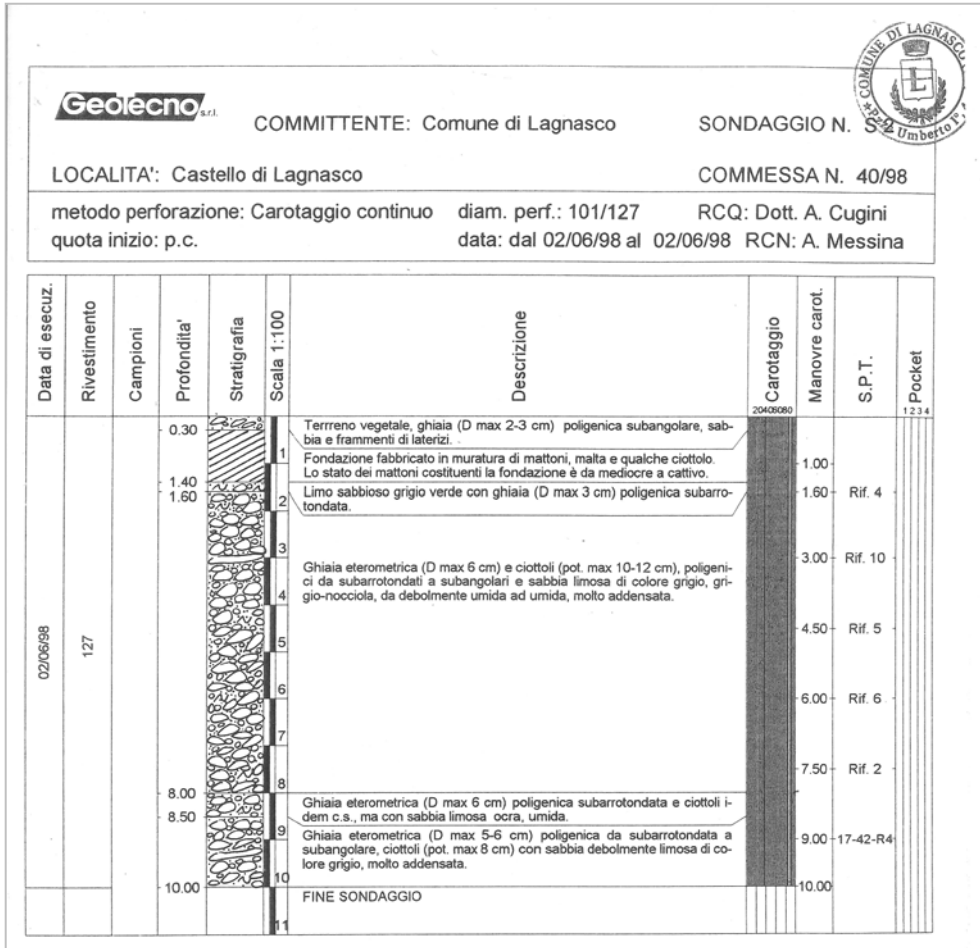 COMUNE DI LAGNASCO
P.zza Umberto I°
L
Geotecno s.r.l.
COMMITTENTE: Comune di Lagnasco
SONDAGGIO N.
LOCALITA': Castello di Lagnasco
COMMESSA N. 40/98
metodo perforazione: Carotaggio continuo
diam. perf.: 101/127
RCQ: Dott. A. Cugini
quota inizio: p.c.
data: dal 02/06/98 al 02/06/98
RCN: A. Messina
Data di esecuz.
Rivestimento
Campioni
Profondita'
Stratigrafia
Scala 1:100
Descrizione
Carotaggio
20406080
Manovre carot.
S.P.T.
Pocket
1 2 3 4
02/06/98
127
0.30
1.40
1.60
8.00
8.50
10.00
1
2
3
4
5
6
7
8
9
10
11
Terrreno vegetale, ghiaia (D max 2-3 cm) poligenica subangolare, sab-
bia e frammenti di laterizi.
Fondazione fabbricato in muratura di mattoni, malta e qualche ciottolo.
Lo stato dei mattoni costituenti la fondazione è da mediocre a cattivo.
Limo sabbioso grigio verde con ghiaia (D max 3 cm) poligenica subarro-
tondata.
Ghiaia eterometrica (D max 6 cm) e ciottoli (pot. max 10-12 cm), poligeni-
ci da subarrotondati a subangolari e sabbia limosa di colore grigio, gri-
gio-nocciola, da debolmente umida ad umida, molto addensata.
Ghiaia eterometrica (D max 6 cm) poligenica subarrotondata e ciottoli i-
dem c.s., ma con sabbia limosa ocra, umida.
Ghiaia eterometrica (D max 5-6 cm) poligenica da subarrotondata a
subangolare, ciottoli (pot. max 8 cm) con sabbia debolmente limosa di co-
lore grigio, molto addensata.
FINE SONDAGGIO
1.00
1.60 Rif. 4
3.00 Rif. 10
4.50 Rif. 5
6.00 Rif. 6
7.50 Rif. 2
9.00 17-42-R4
10.00